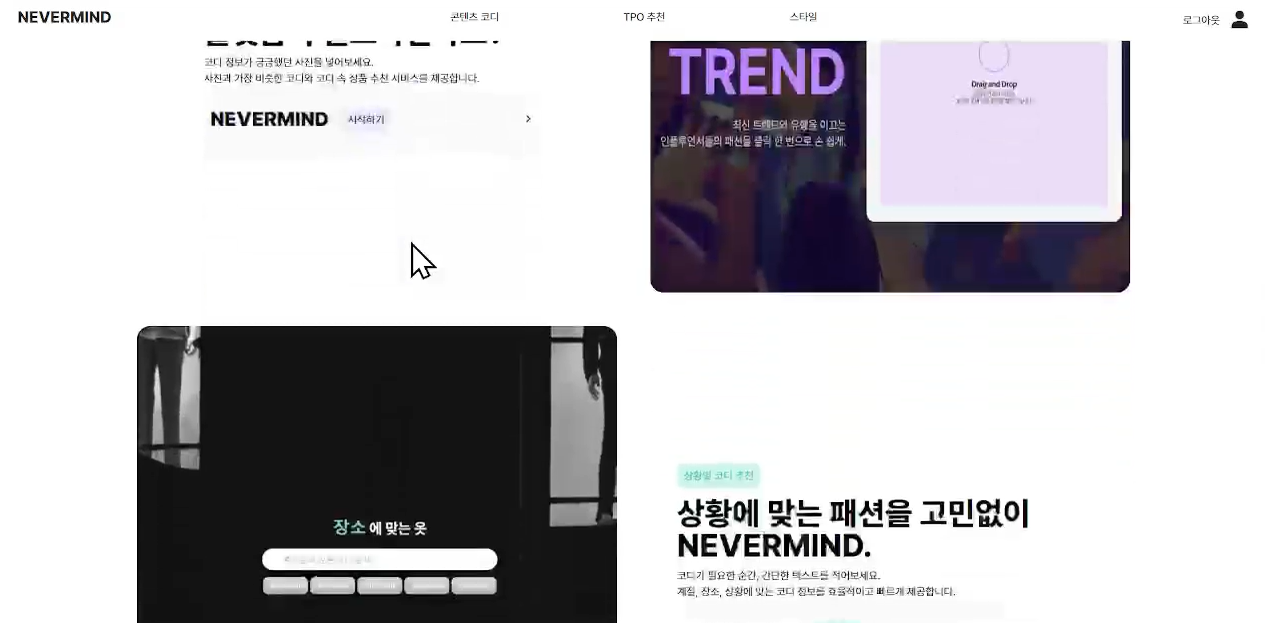 NEVERMIND
콘텐츠 코디
TPO 추천
스타일
로그아웃
코디 정보가 궁금했던 사진을 넣어보세요.
사진과 가장 비슷한 코디와 코디 속 상품 추천 서비스를 제공합니다.
NEVERMIND
시작하기
TREND
최신 트렌드와 유행을 이끄는
인플루언서들의 패션을 클릭 한 번으로 손 쉽게.
Drag and Drop
장소에 맞는 옷
상황별 코디 추천
상황에 맞는 패션을 고민없이
NEVERMIND.
코디가 필요한 순간, 간단한 텍스트를 적어보세요.
계절, 장소, 상황에 맞는 코디 정보를 효율적이고 빠르게 제공합니다.